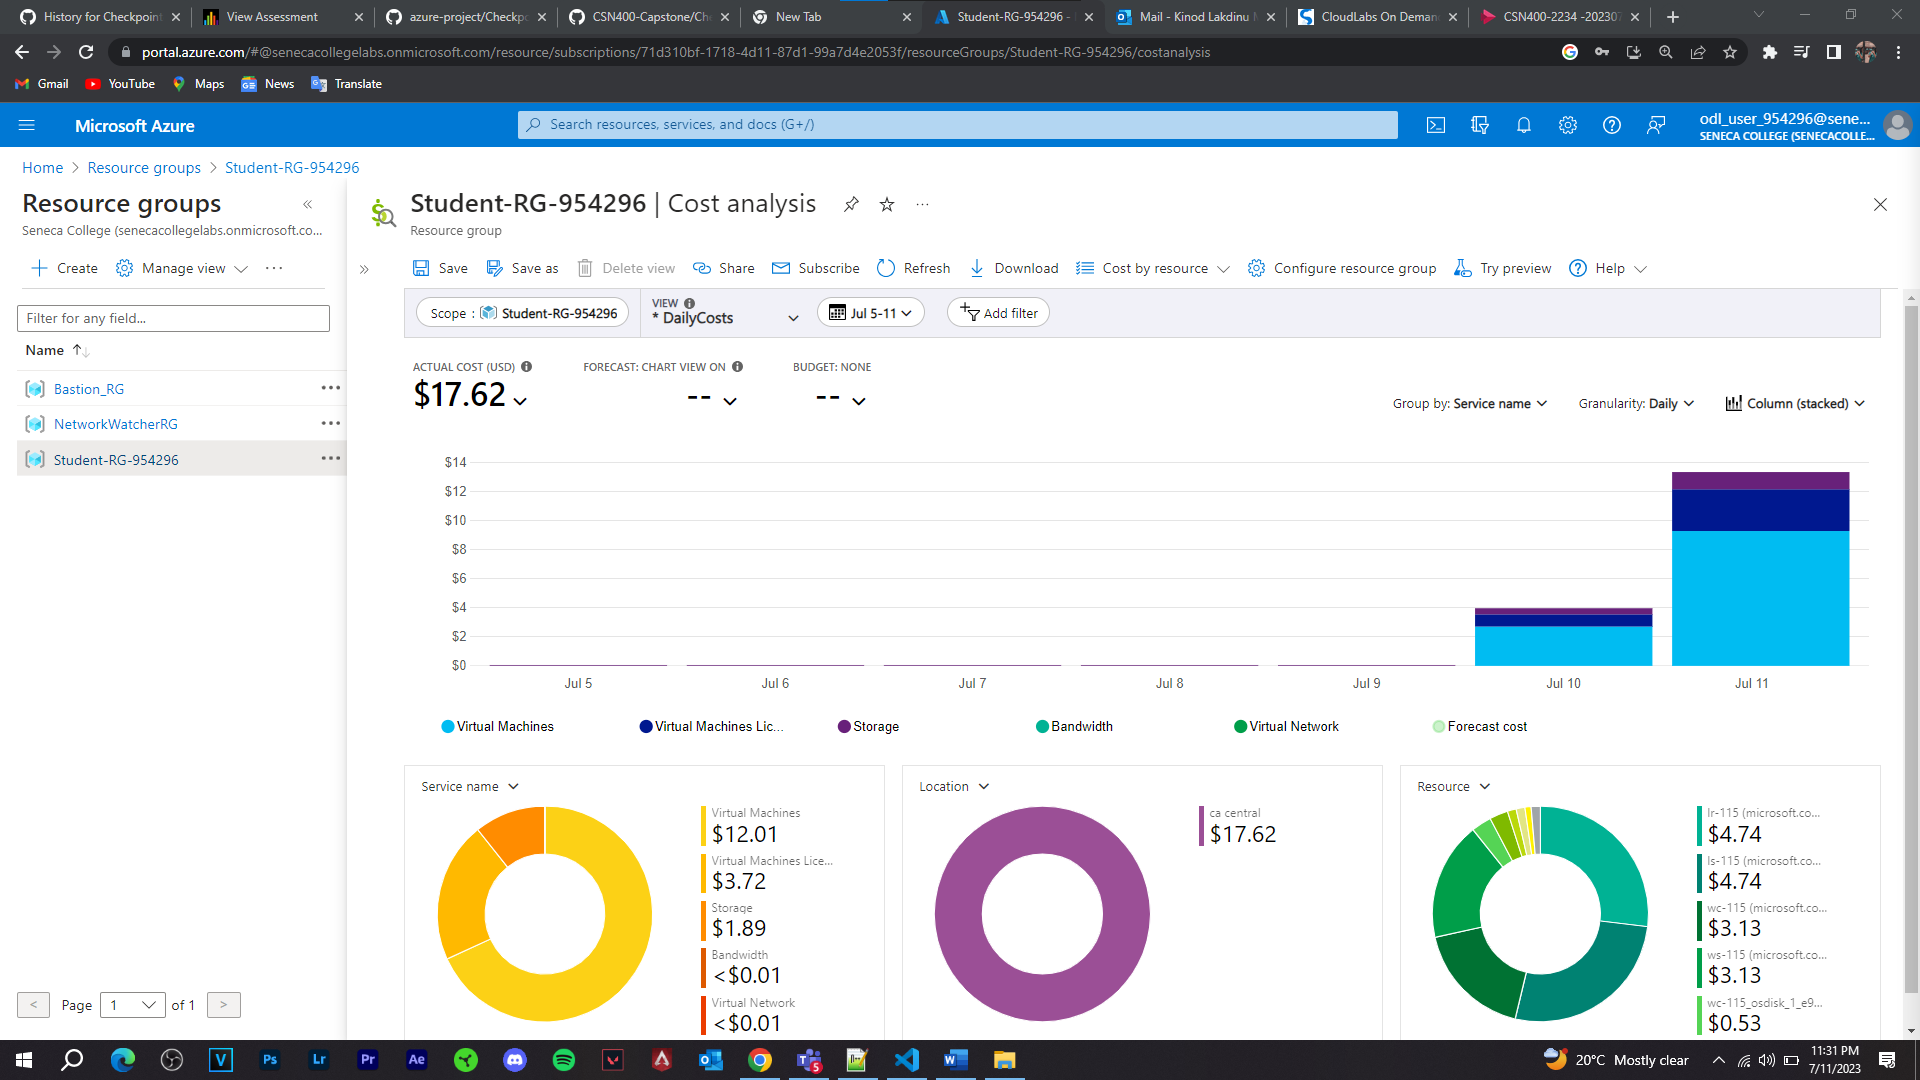 History for Checkpoint
View Assessment
azure-project/Checkpo
CSN400-Capstone/Che
New Tab
Student-RG-954296 -
Mail - Kinod Lakdinu M
CloudLabs On Deman
CSN400-2234 -202307
portal.azure.com/#@senecacollegelabs.onmicrosoft.com/resource/subscriptions/71d310bf-1718-4d11-87d1-99a7d4e2053f/resourceGroups/Student-RG-954296/costanalysis
Gmail
YouTube
Maps
News
Translate
Microsoft Azure
Search resources, services, and docs (G+/)
odl_user_954296@sene...
SENECA COLLEGE (SENECACOLLE...
Home > Resource groups > Student-RG-954296
Resource groups
Seneca College (senecacollegelabs.onmicrosoft.co...
Create
Manage view
Filter for any field...
Name
Bastion_RG
NetworkWatcherRG
Student-RG-954296
< Page 1 of 1 >
Student-RG-954296 | Cost analysis
Resource group
Save
Save as
Delete view
Share
Subscribe
Refresh
Download
Cost by resource
Configure resource group
Try preview
Help
Scope : Student-RG-954296
VIEW
* DailyCosts
Jul 5-11
Add filter
ACTUAL COST (USD)
$17.62
FORECAST: CHART VIEW ON
--
BUDGET: NONE
--
Group by: Service name
Granularity: Daily
Column (stacked)
$14
$12
$10
$8
$6
$4
$2
$0
Jul 5
Jul 6
Jul 7
Jul 8
Jul 9
Jul 10
Jul 11
Virtual Machines
Virtual Machines Lic...
Storage
Bandwidth
Virtual Network
Forecast cost
Service name
Virtual Machines
$12.01
Virtual Machines Lice...
$3.72
Storage
$1.89
Bandwidth
<$0.01
Virtual Network
<$0.01
Location
ca central
$17.62
Resource
lr-115 (microsoft.co...
$4.74
ls-115 (microsoft.co...
$4.74
wc-115 (microsoft.co...
$3.13
ws-115 (microsoft.co...
$3.13
wc-115_osdisk_1_e9...
$0.53
V
Ps
Lr
Pr
Ae
5
20°C Mostly clear
11:31 PM
7/11/2023